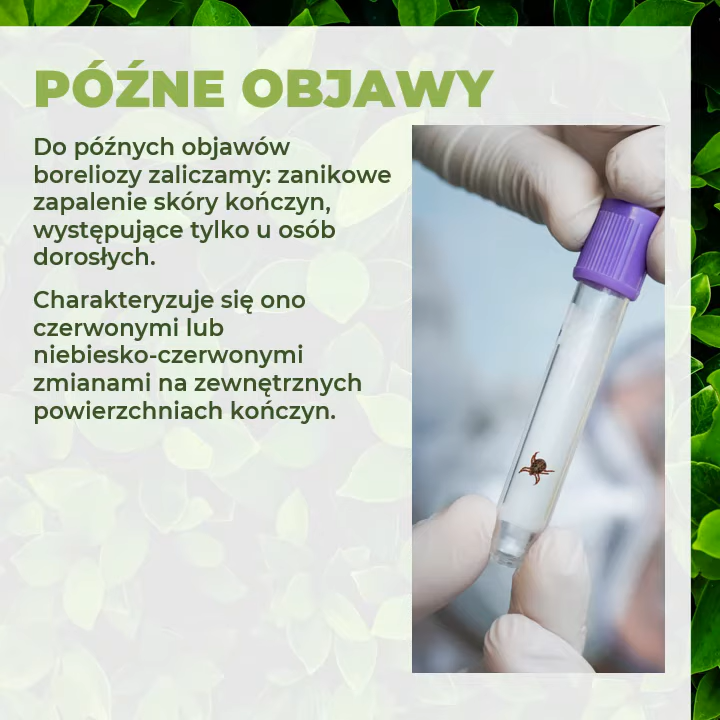 PÓŹNE OBJAWY
Do późnych objawów
boreliozy zaliczamy: zanikowe
zapalenie skóry kończyn,
występujące tylko u osób
dorosłych.
Charakteryzuje się ono
czerwonymi lub
niebiesko-czerwonymi
zmianami na zewnętrznych
powierzchniach kończyn.